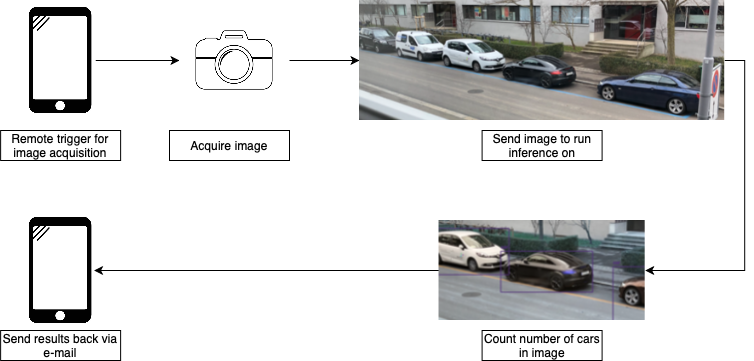 Remote trigger for
image acquisition
Acquire image
Send image to run
inference on
Send results back via
e-mail
Count number of cars
in image